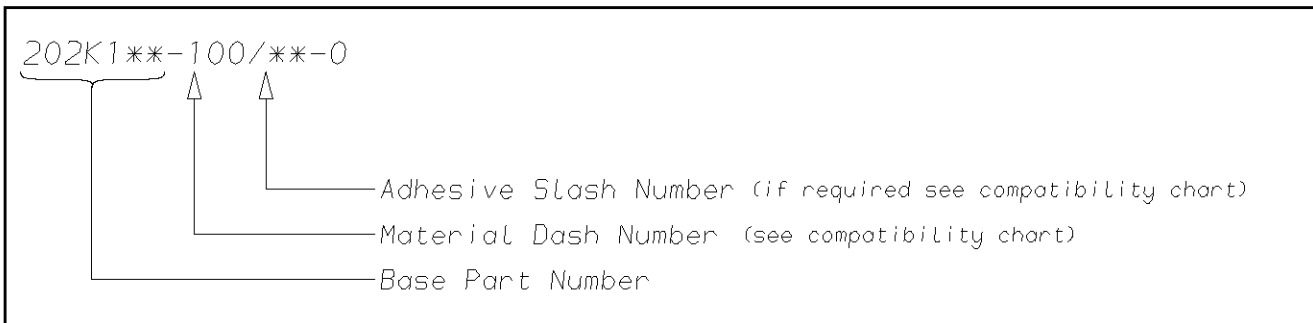 202K1**-100/**-0
Adhesive Slash Number (if required see compatibility chart)
Material Dash Number (see compatibility chart)
Base Part Number